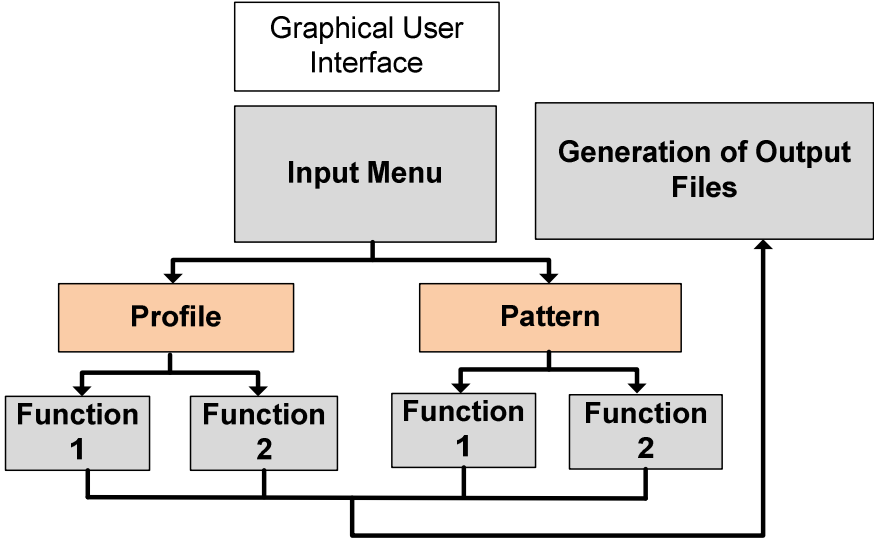 Graphical User
Interface
Input Menu
Generation of Output
Files
Profile
Pattern
Function
1
Function
2
Function
1
Function
2